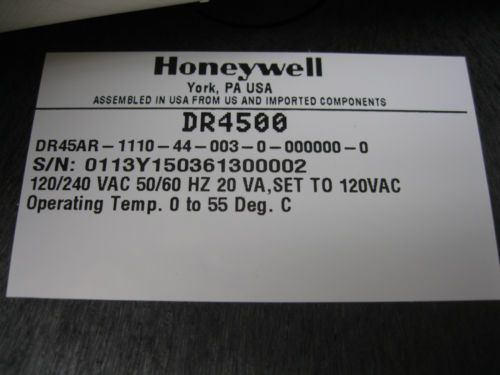 Honeywell
York, PA USA
ASSEMBLED IN USA FROM US AND IMPORTED COMPONENTS
DR4500
DR45AR-1110-44-003-0-000000-0
S/N: 0113Y150361300002
120/240 VAC 50/60 HZ 20 VA,SET TO 120VAC
Operating Temp. 0 to 55 Deg. C